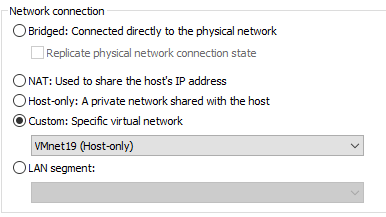 Network connection
Bridged: Connected directly to the physical network
Replicate physical network connection state
NAT: Used to share the host's IP address
Host-only: A private network shared with the host
Custom: Specific virtual network
VMnet19 (Host-only)
LAN segment: